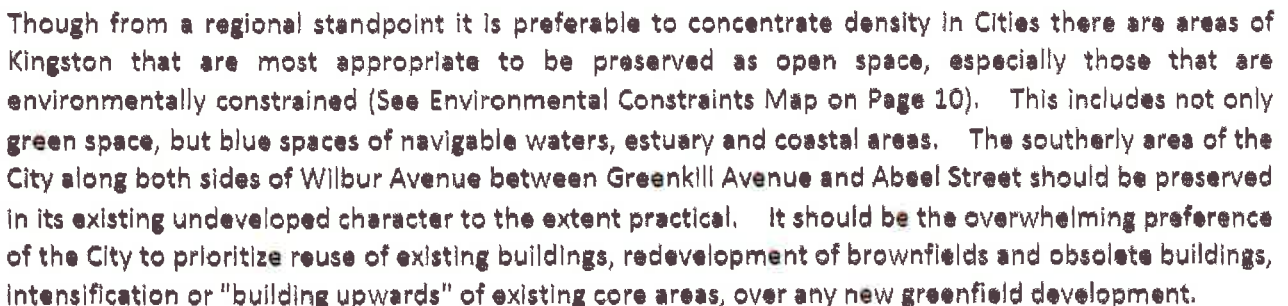 Though from a regional standpoint it is preferable to concentrate density in Cities there are areas of
Kingston that are most appropriate to be preserved as open space, especially those that are
environmentally constrained (See Environmental Constraints Map on Page 10). This includes not only
green space, but blue spaces of navigable waters, estuary and coastal areas. The southerly area of the
City along both sides of Wilbur Avenue between Greenkill Avenue and Abeel Street should be preserved
in its existing undeveloped character to the extent practical. It should be the overwhelming preference
of the City to prioritize reuse of existing buildings, redevelopment of brownfields and obsolete buildings,
intensification or "building upwards" of existing core areas, over any new greenfield development.